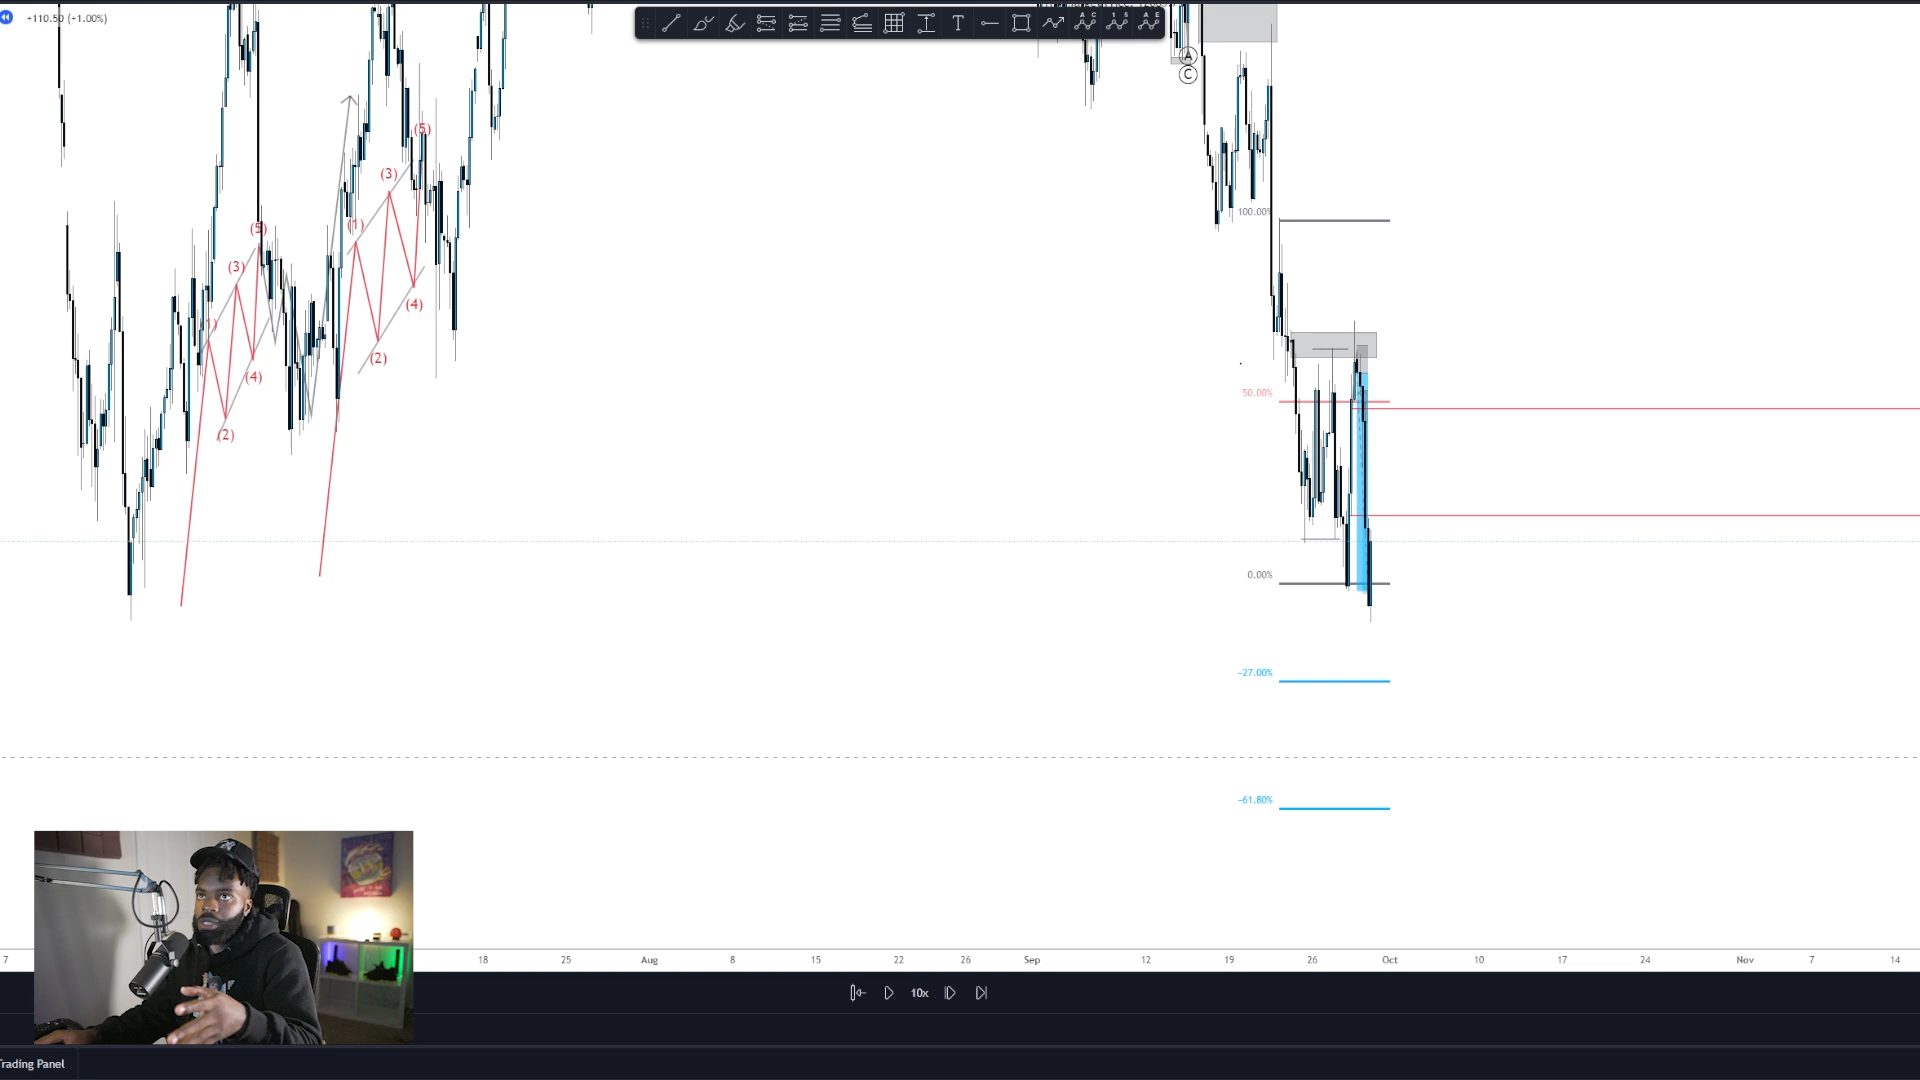 +110.50 (+1.00%)
T
A C
1 5
A E
A
C
100.00%
(5)
(3)
(5)
(3)
(1)
(4)
(2)
(4)
(2)
50.00%
0.00%
-27.00%
-61.80%
7
18
25
Aug
8
15
22
26
Sep
12
19
26
Oct
10
17
24
Nov
7
14
10x
Trading Panel